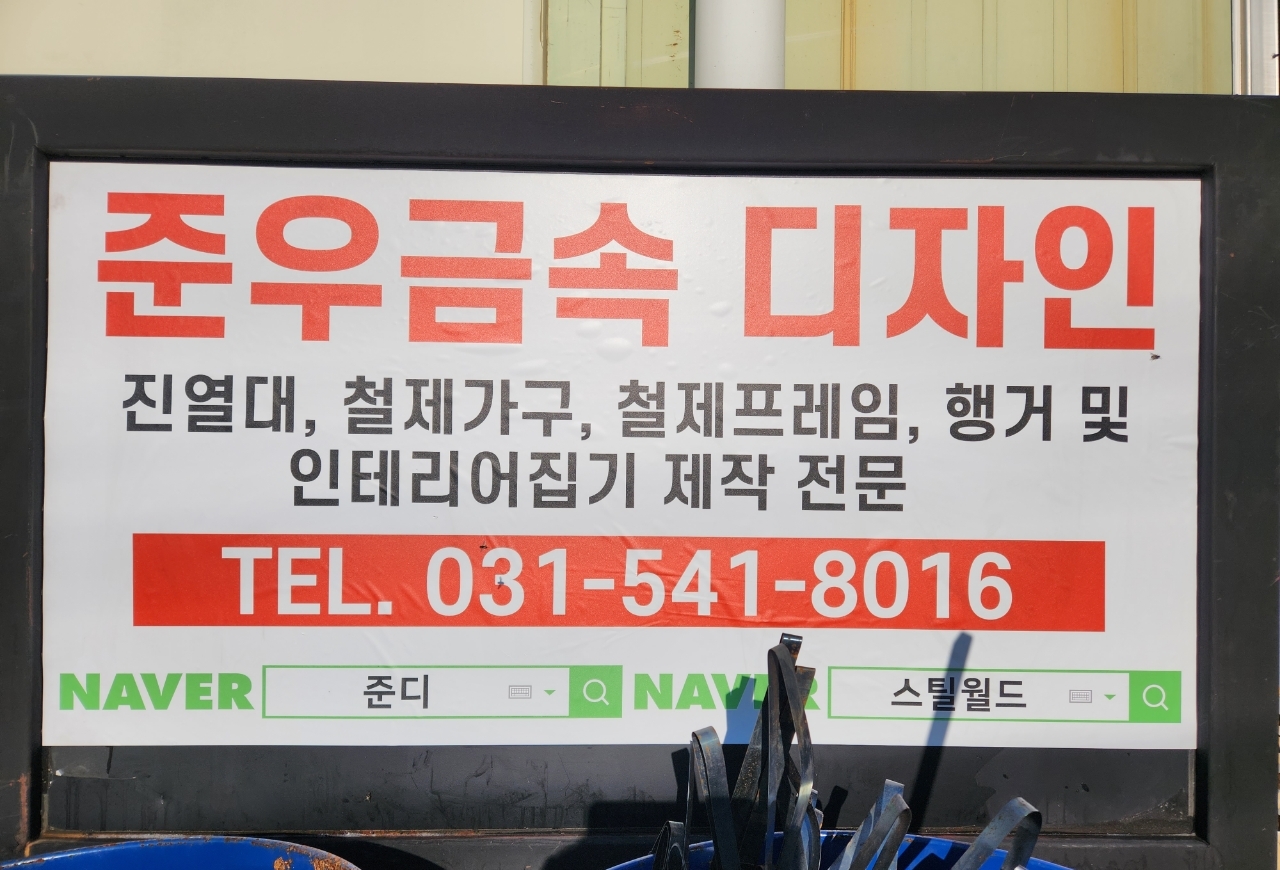 준우금속 디자인
진열대, 철제가구, 철제프레임, 행거 및
인테리어집기 제작 전문
TEL. 031-541-8016
NAVER 준디 NAVER 스틸월드